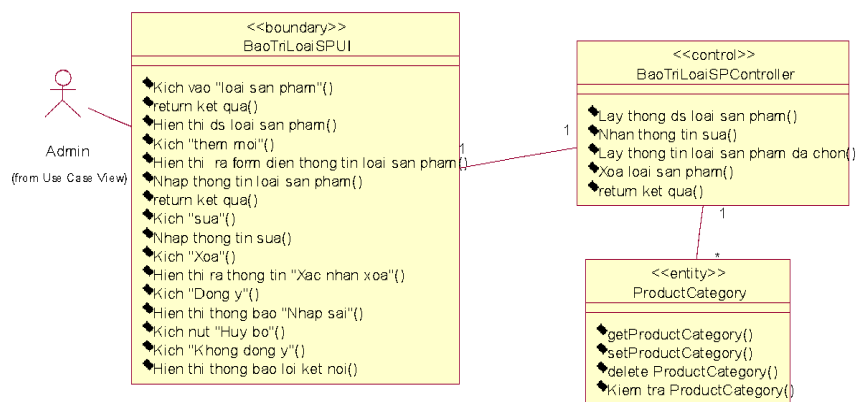 <<boundary>>
BaoTriLoaiSPUI
Kich vao "loai san pham"()
return ket qua()
Hien thi ds loai san pham()
Kich "them moi"()
Hien thi  ra form dien thong tin loai san pham()
Nhap thong tin loai san pham()
return ket qua()
Kich "sua"()
Nhap thong tin sua()
Kich "Xoa"()
Hien thi ra thong tin "Xac nhan xoa"()
Kich "Dong y"()
Hien thi thong bao "Nhap sai"()
Kich nut "Huy bo"()
Kich "Khong dong y"()
Hien thi thong bao loi ket noi()
Admin
(from Use Case View)
1
1
<<control>>
BaoTriLoaiSPController
Lay thong ds loai san pham()
Nhan thong tin sua()
Lay thong tin loai san pham da chon()
Xoa loai san pham()
return ket qua()
1
*
<<entity>>
ProductCategory
getProductCategory()
setProductCategory()
delete ProductCategory()
Kiem tra ProductCategory()